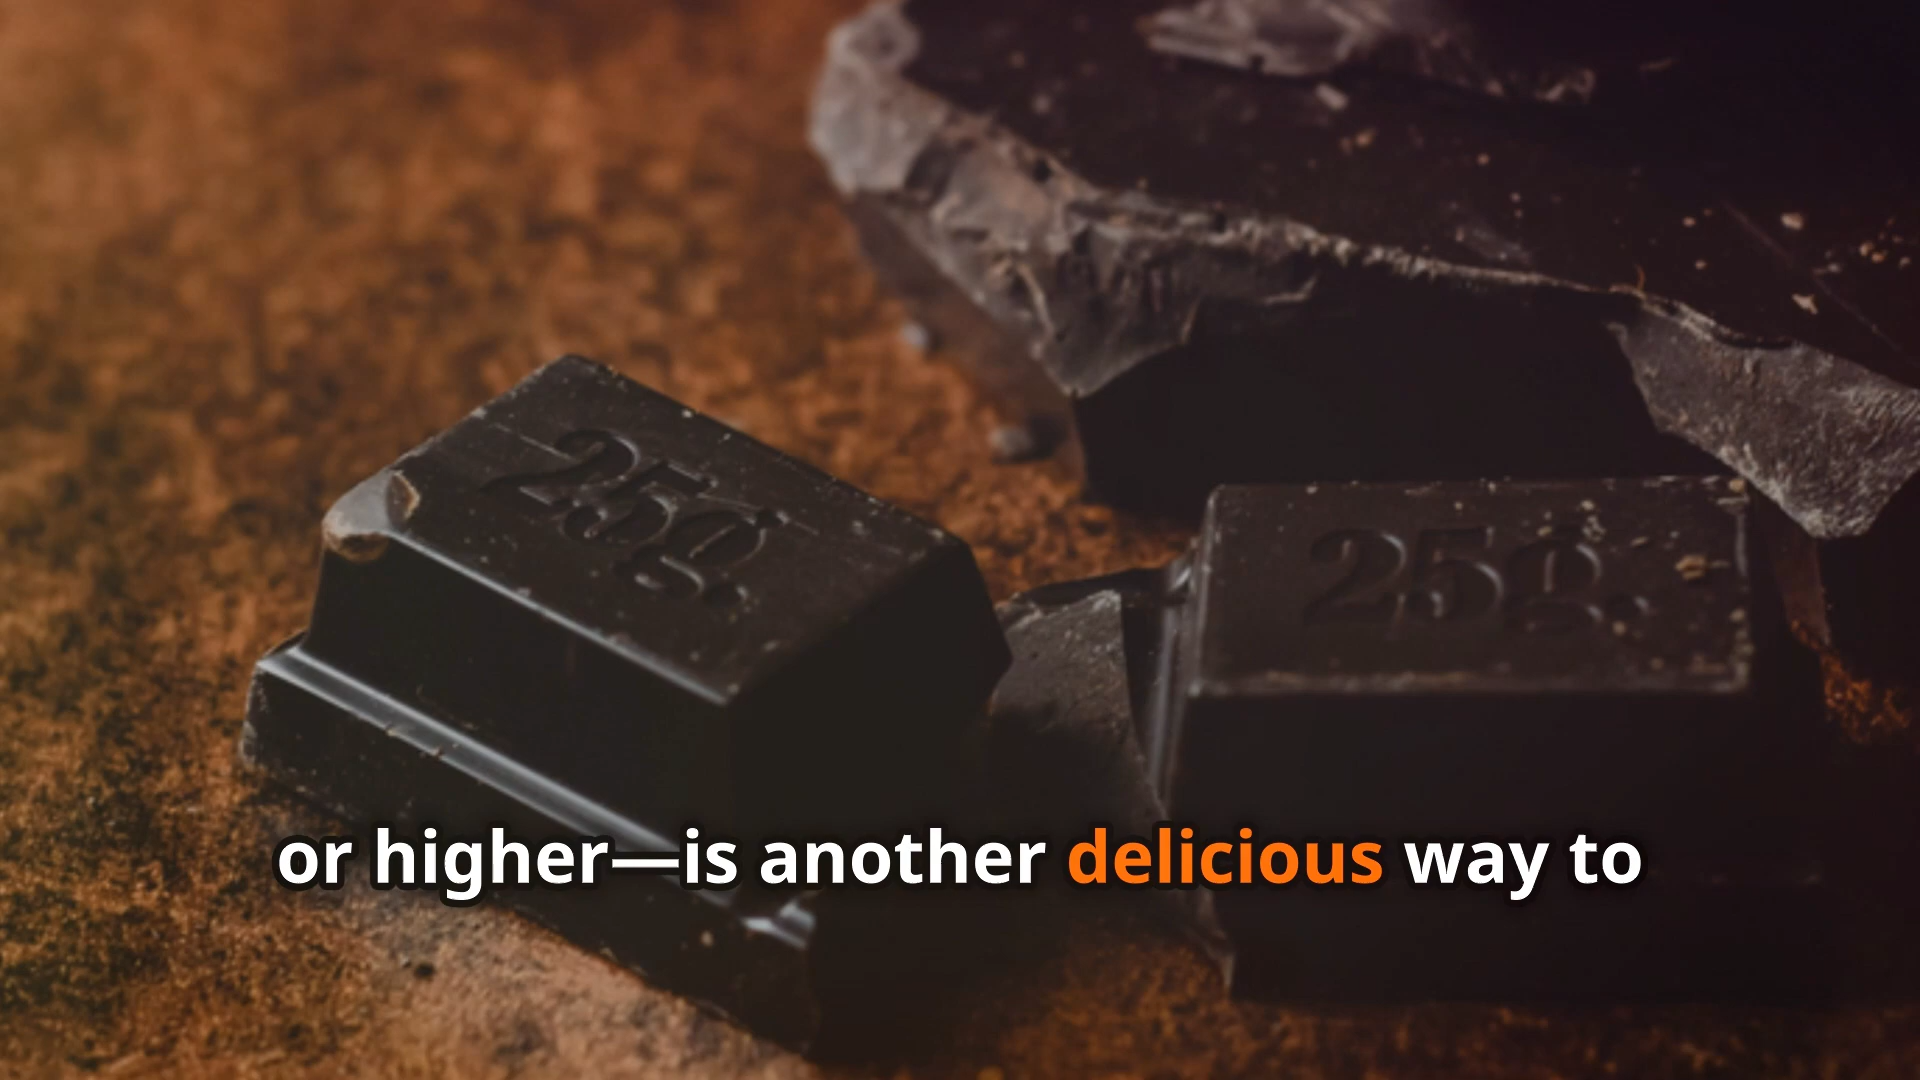 25g.
25g.
or higher—is another delicious way to